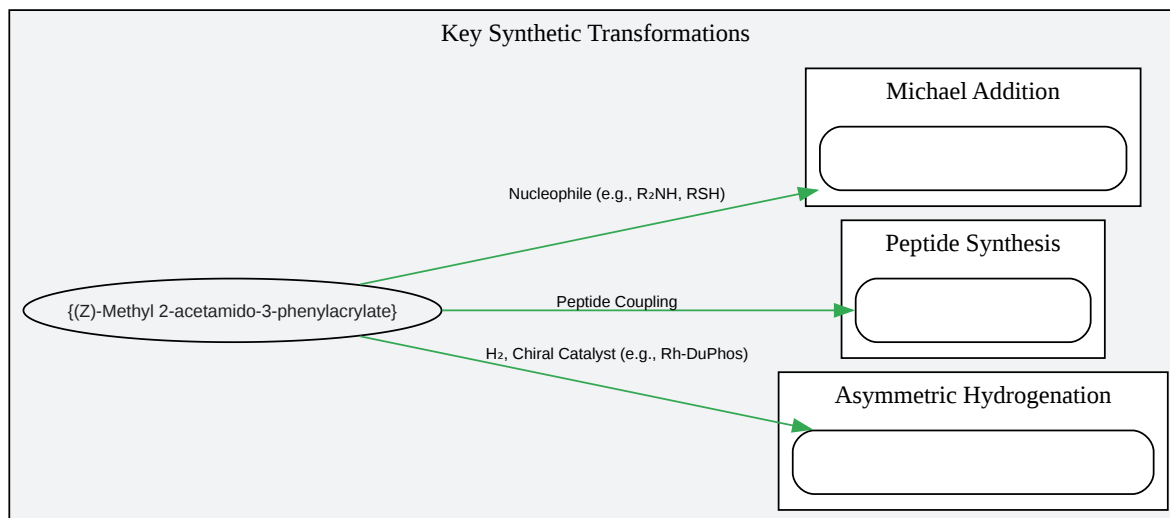 Key Synthetic Transformations
Michael Addition
Nucleophile (e.g., R₂NH, RSH)
Peptide Synthesis
{(Z)-Methyl 2-acetamido-3-phenylacrylate}
Peptide Coupling
H₂, Chiral Catalyst (e.g., Rh-DuPhos)
Asymmetric Hydrogenation